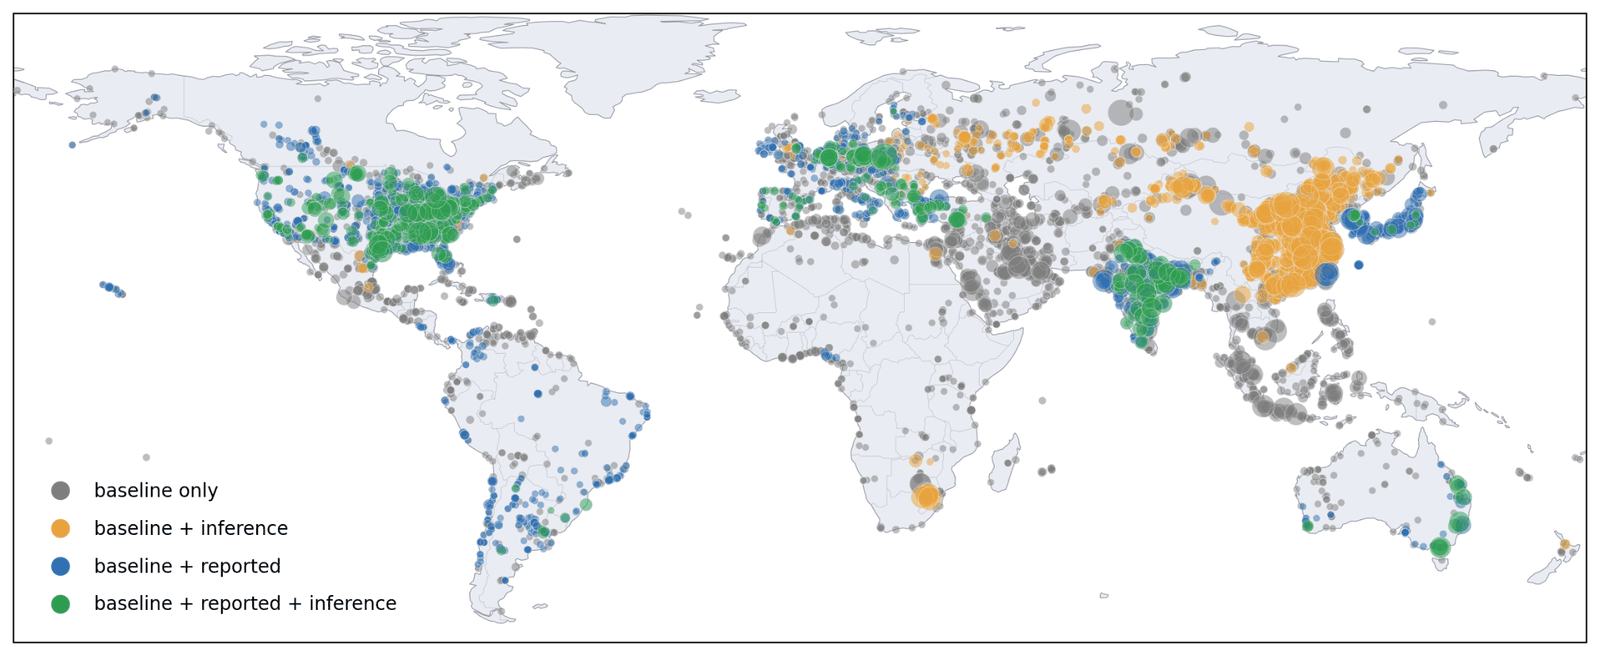 baseline only
baseline + inference
baseline + reported
baseline + reported + inference